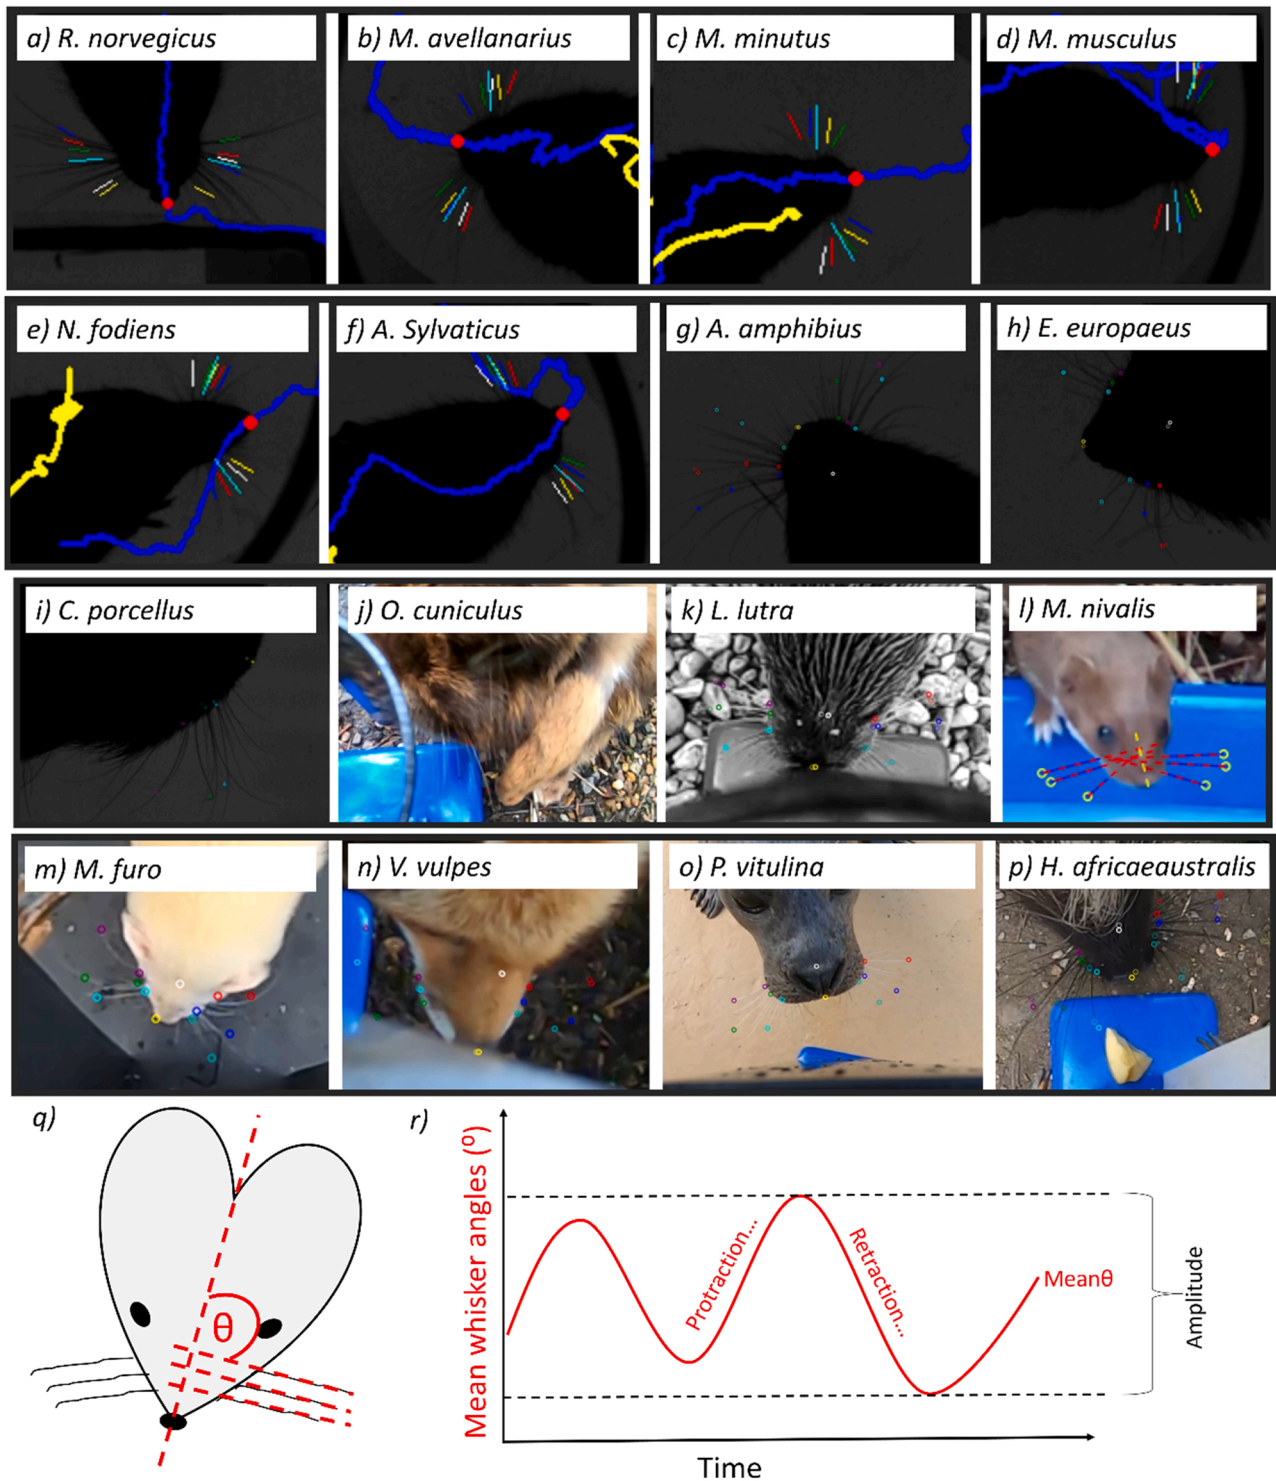 a) R. norvegicus
b) M. avellanarius
c) M. minutus
d) M. musculus
e) N. fodiens
f) A. Sylvaticus
g) A. amphibius
h) E. europaeus
i) C. porcellus
j) O. cuniculus
k) L. lutra
l) M. nivalis
m) M. furo
n) V. vulpes
o) P. vitulina
p) H. africaeaustralis
q)
θ
r)
Mean whisker angles (º)
Protraction...
Retraction...
Meanθ
Amplitude
Time